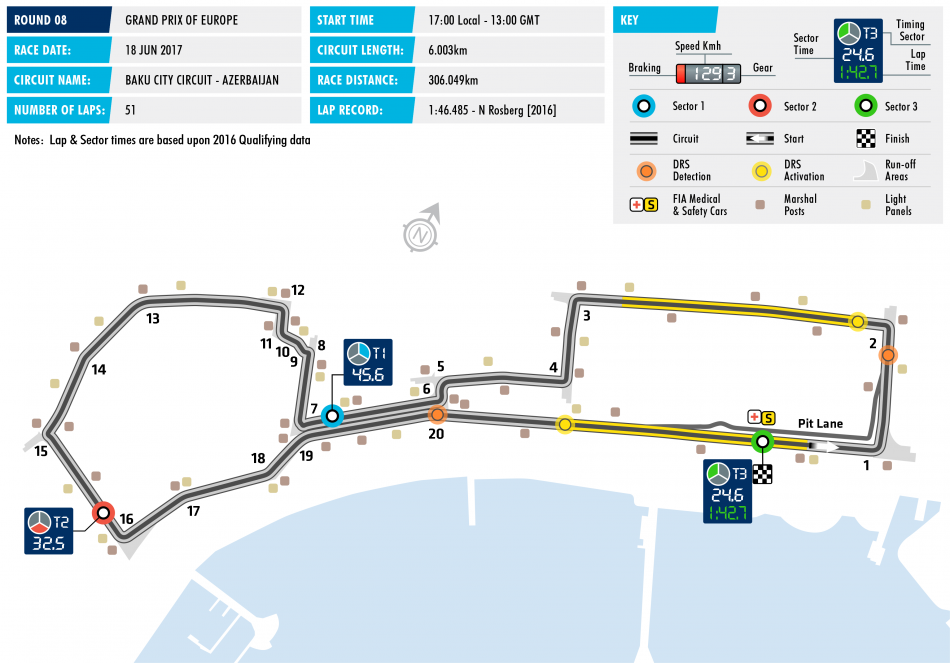 ROUND 08
GRAND PRIX OF EUROPE
RACE DATE:
18 JUN 2017
CIRCUIT NAME:
BAKU CITY CIRCUIT - AZERBAIJAN
NUMBER OF LAPS:
51
START TIME
17:00 Local - 13:00 GMT
CIRCUIT LENGTH:
6.003km
RACE DISTANCE:
306.049km
LAP RECORD:
1:46.485 - N Rosberg [2016]
Notes: Lap & Sector times are based upon 2016 Qualifying data
KEY
Speed Kmh
Braking
129 3
Gear
Sector
Time
T3
24.6
1:42.7
Timing
Sector
Lap
Time
Sector 1
Sector 2
Sector 3
Circuit
Start
Finish
DRS
Detection
DRS
Activation
Run-off
Areas
S
FIA Medical
& Safety Cars
Marshal
Posts
Light
Panels
N
12
13
11
10
9
8
14
T1
45.6
7
15
16
T2
32.5
17
18
19
20
5
6
4
3
2
S
Pit Lane
1
T3
24.6
1:42.7